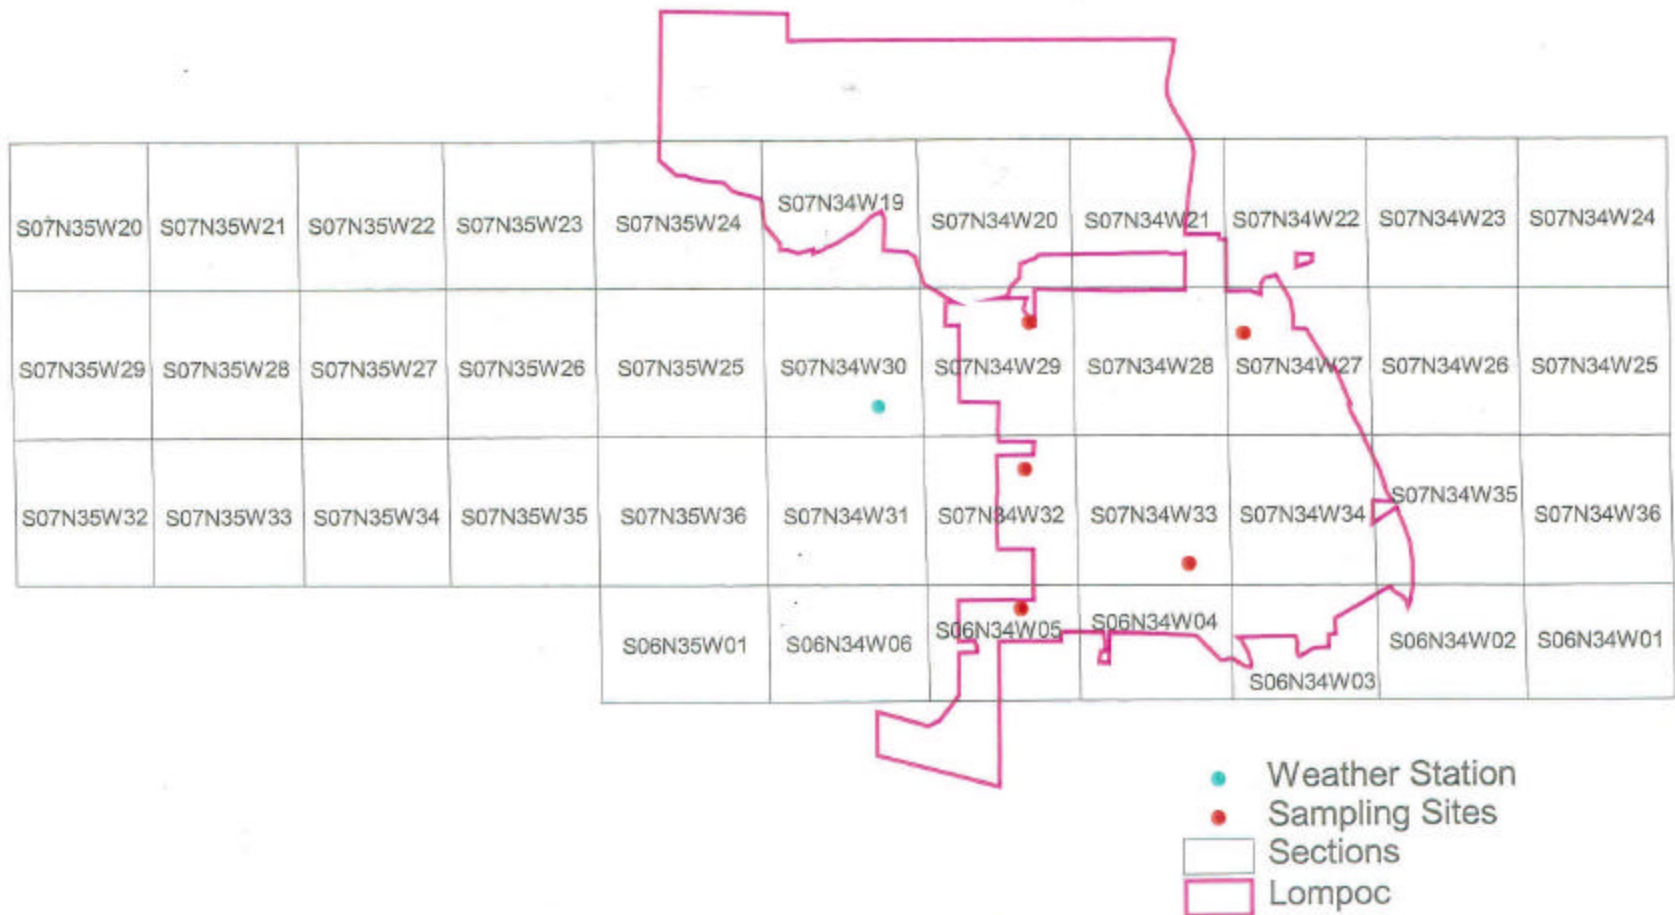 S07N35W20 S07N35W21 S07N35W22 S07N35W23 S07N35W24 S07N34W19 S07N34W20 S07N34W21 S07N34W22 S07N34W23 S07N34W24
S07N35W29 S07N35W28 S07N35W27 S07N35W26 S07N35W25 S07N34W30 S07N34W29 S07N34W28 S07N34W27 S07N34W26 S07N34W25
S07N35W32 S07N35W33 S07N35W34 S07N35W35 S07N35W36 S07N34W31 S07N34W32 S07N34W33 S07N34W34 S07N34W35 S07N34W36
S06N35W01 S06N34W06 S06N34W05 S06N34W04 S06N34W03 S06N34W02 S06N34W01
Weather Station
Sampling Sites
Sections
Lompoc